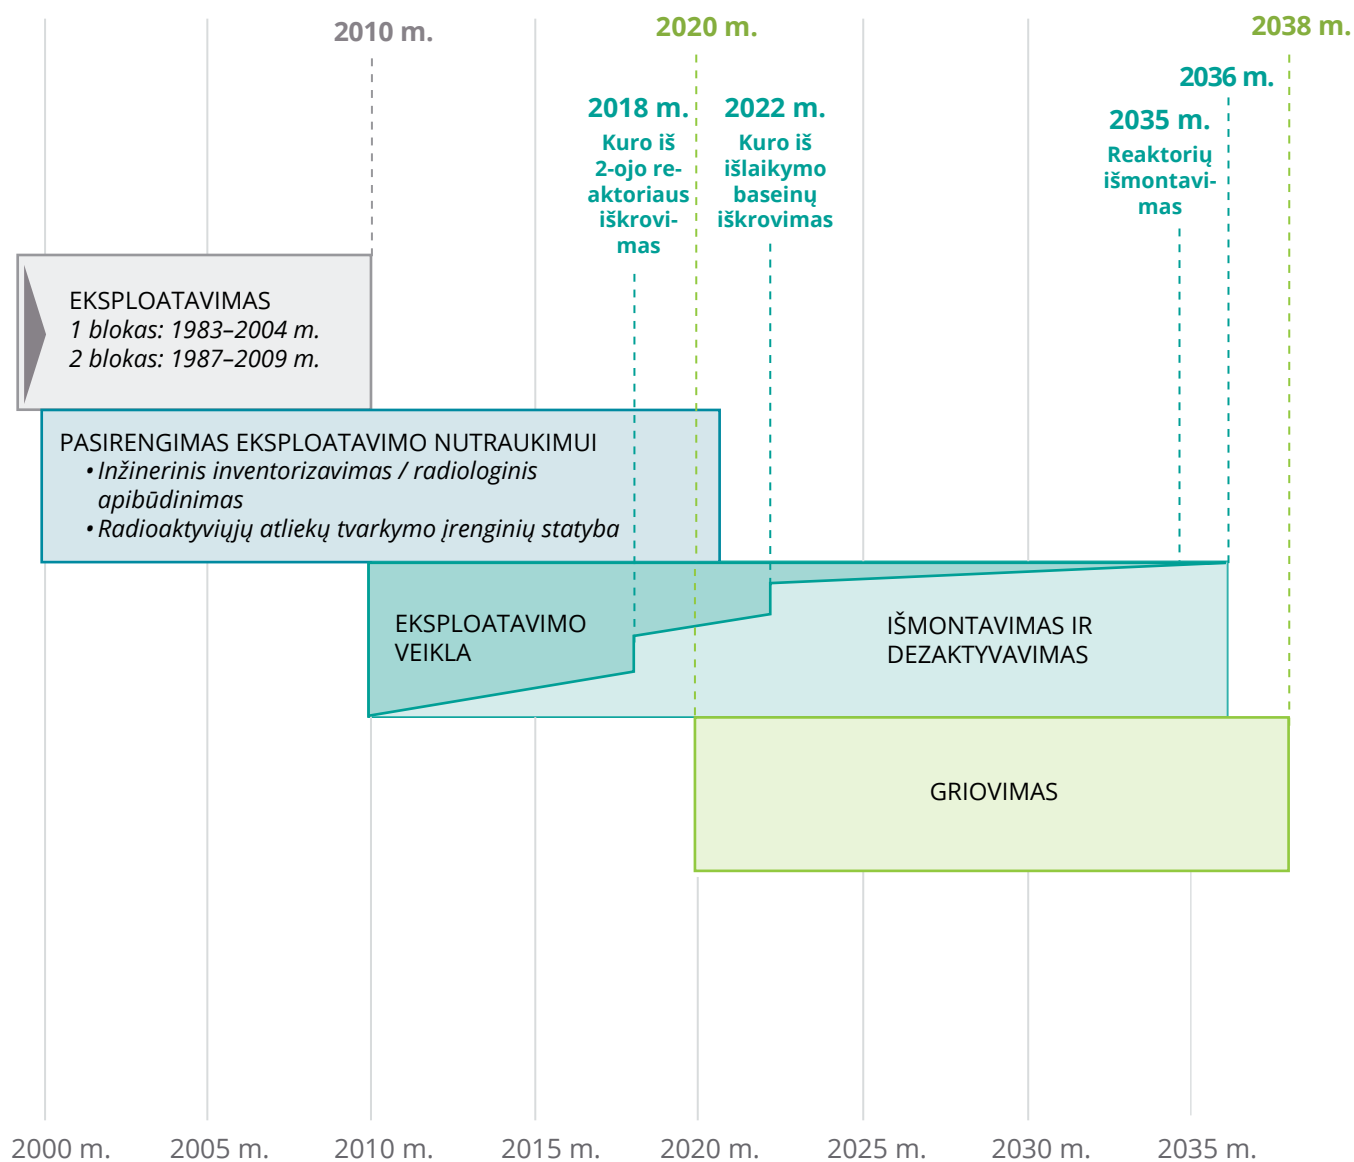 2010 m.
2020 m.
2038 m.
2036 m.
2018 m.
Kuro iš
2-ojo re-
aktoriaus
iškrovi-
mas
2022 m.
Kuro iš
išlaikymo
baseinų
iškrovimas
2035 m.
Reaktorių
išmontavi-
mas
EKSPLOATAVIMAS
1 blokas: 1983–2004 m.
2 blokas: 1987–2009 m.
PASIRENGIMAS EKSPLOATAVIMO NUTRAUKIMUI
• Inžinerinis inventorizavimas / radiologinis
apibūdinimas
• Radioaktyviųjų atliekų tvarkymo įrenginių statyba
EKSPLOATAVIMO
VEIKLA
IŠMONTAVIMAS IR
DEZAKTYVAVIMAS
GRIOVIMAS
2000 m.
2005 m.
2010 m.
2015 m.
2020 m.
2025 m.
2030 m.
2035 m.